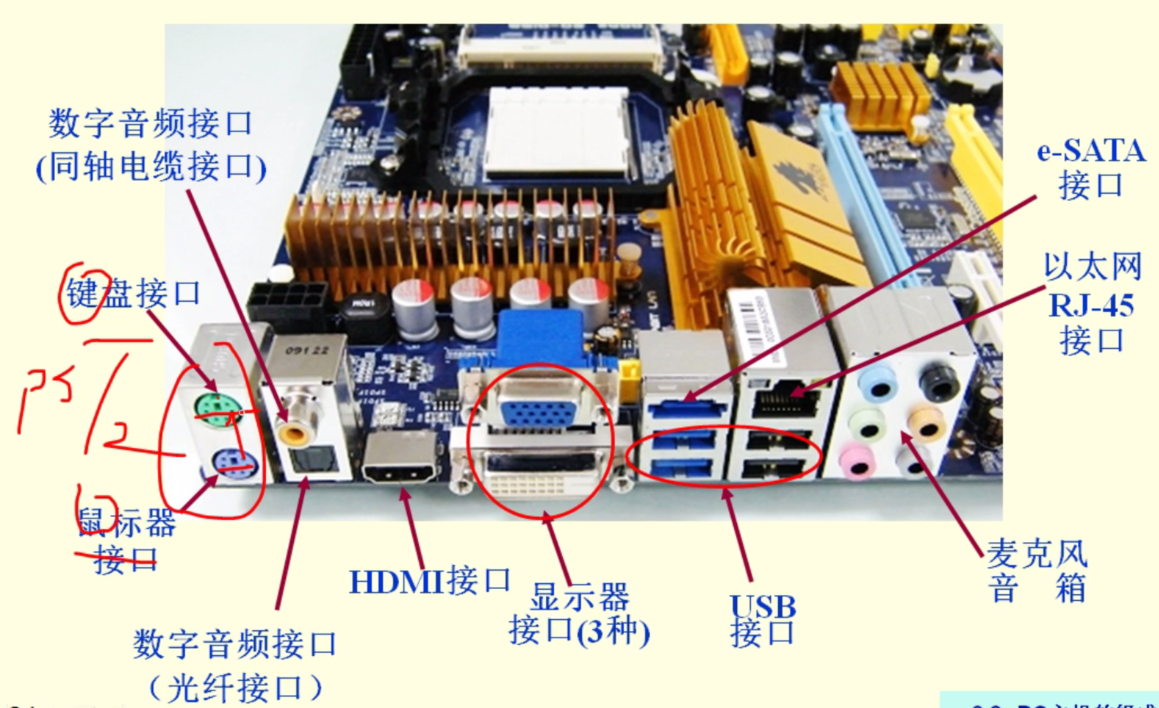 数字音频接口
(同轴电缆接口)
e-SATA
接口
键盘接口
以太网
RJ-45
接口
PS/2
09122
鼠标器
接口
HDMI接口
显示器
接口(3种)
USB
接口
麦克风
音 箱
数字音频接口
（光纤接口）